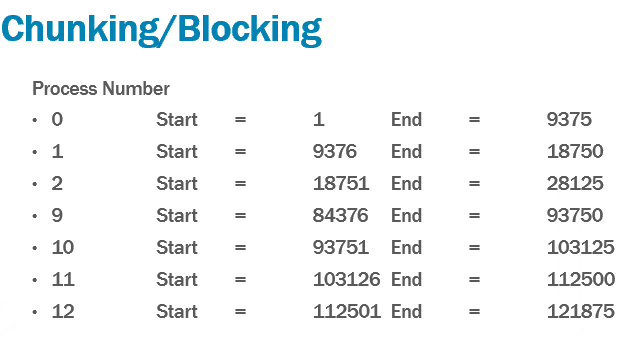 Chunking/Blocking
Process Number
• 0 Start = 1 End = 9375
• 1 Start = 9376 End = 18750
• 2 Start = 18751 End = 28125
• 9 Start = 84376 End = 93750
• 10 Start = 93751 End = 103125
• 11 Start = 103126 End = 112500
• 12 Start = 112501 End = 121875